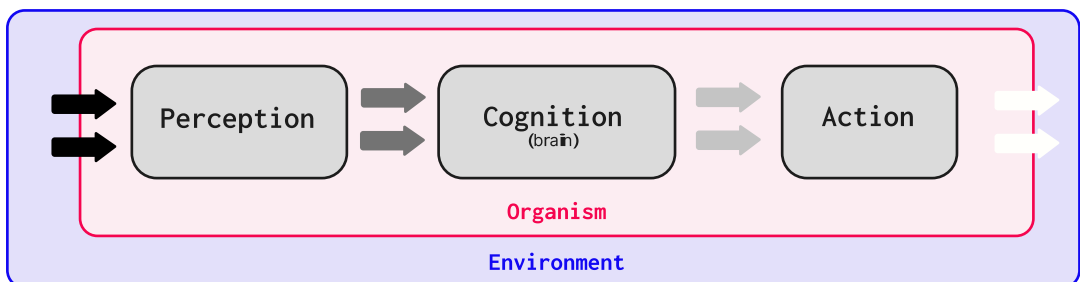 Perception
Cognition
(brain)
Action
Organism
Environment